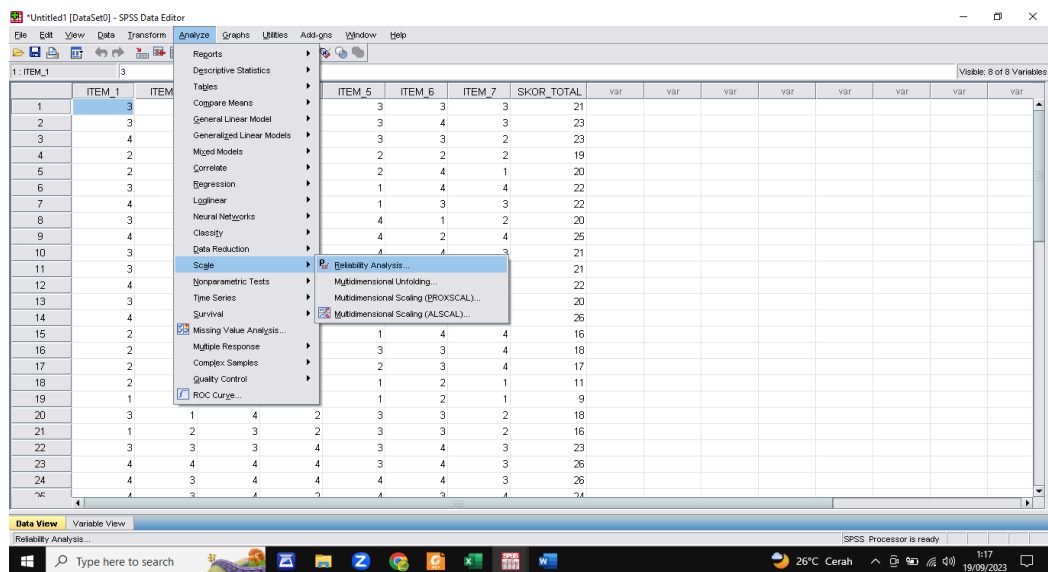 *Untitled1 [DataSet0] - SPSS Data Editor
File Edit View Data Transform Analyze Graphs Utilities Add-ons Window Help
1 : ITEM_1 3 Visible: 8 of 8 Variables
ITEM_1 ITEM ITEM_5 ITEM_6 ITEM_7 SKOR_TOTAL var var var var var var var var
1 3 3 3 3 21
2 3 3 4 3 23
3 4 3 3 2 23
4 2 2 2 2 19
5 2 2 4 1 20
6 3 1 4 4 22
7 4 1 3 3 22
8 3 4 1 2 20
9 4 4 2 4 25
10 3 4 4 3 21
11 3 21
12 4 22
13 3 20
14 4 26
15 2 1 4 4 16
16 2 3 3 4 18
17 2 2 3 4 17
18 2 1 2 1 11
19 1 1 2 1 9
20 3 1 4 2 3 3 2 18
21 1 2 3 2 3 3 2 16
22 3 3 3 4 3 4 3 23
23 4 4 4 4 3 4 3 26
24 4 3 4 4 4 4 3 26
25 4 3 4 2 4 3 4 24
Reports
Descriptive Statistics
Tables
Compare Means
General Linear Model
Generalized Linear Models
Mixed Models
Correlate
Regression
Loglinear
Neural Networks
Classify
Data Reduction
Scale
Nonparametric Tests
Time Series
Survival
Missing Value Analysis...
Multiple Response
Complex Samples
Quality Control
ROC Curve...
Reliability Analysis...
Multidimensional Unfolding...
Multidimensional Scaling (PROXSCAL)...
Multidimensional Scaling (ALSCAL)...
Data View Variable View
Reliability Analysis... SPSS Processor is ready
Type here to search 26°C Cerah 1:17
19/09/2023